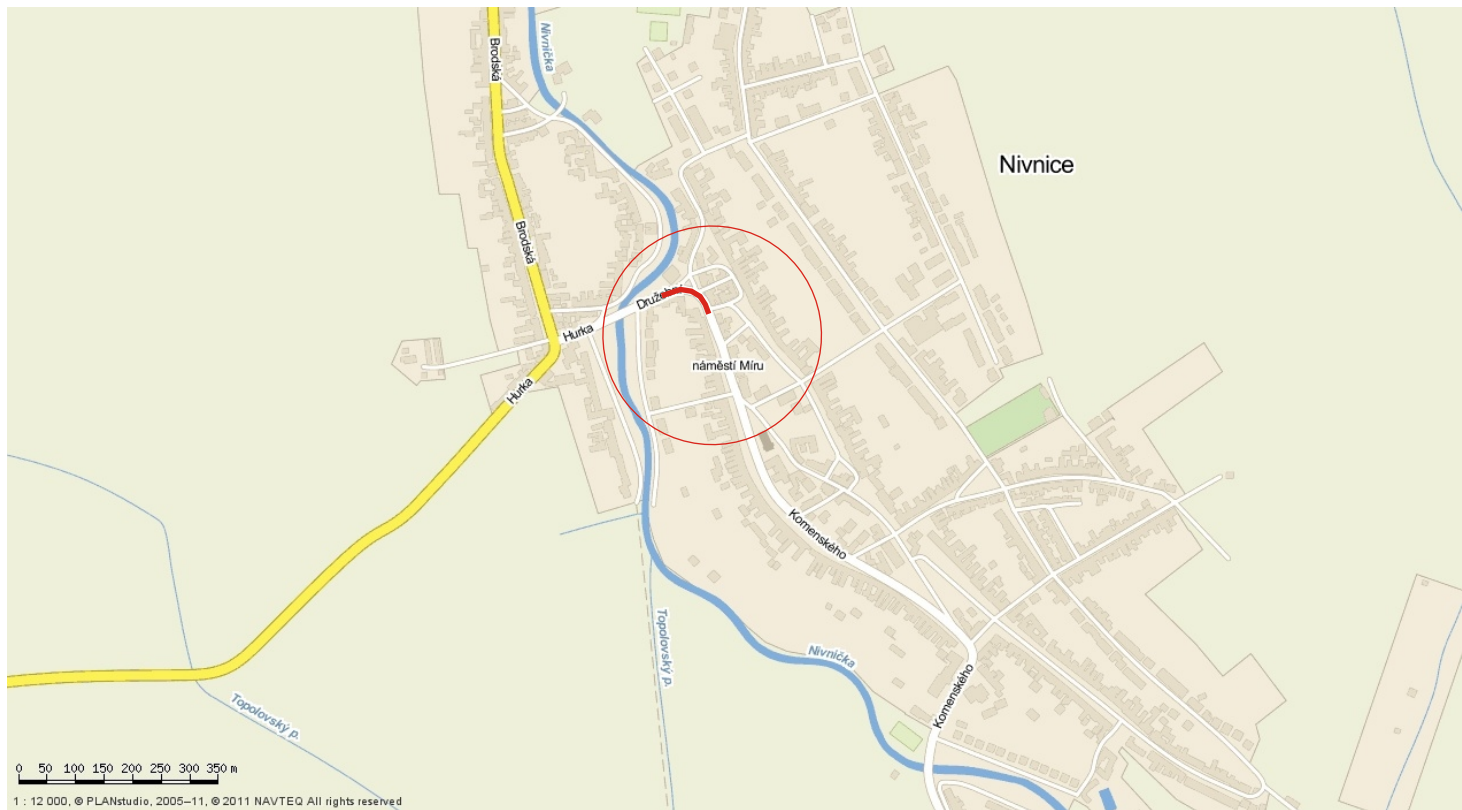 Nivnička
Brodská
Nivnice
Brodská
Družební
Hurka
náměstí Míru
Hurka
Komenského
Topolovský p.
Nivnička
Komenského
Topolovský p.
0 50 100 150 200 250 300 350 m
1 : 12 000, © PLANstudio, 2005–11, © 2011 NAVTEQ All rights reserved